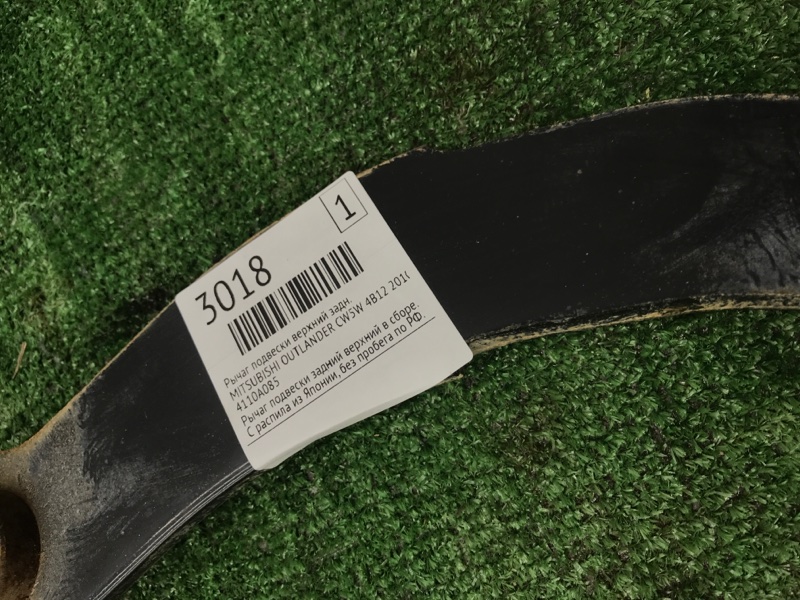 1
3018
Рычаг подвески верхний задн.
MITSUBISHI OUTLANDER CW5W 4B12 2010
4110A085
Рычаг подвески задний верхний в сборе.
С распила из Японии, без пробега по РФ.